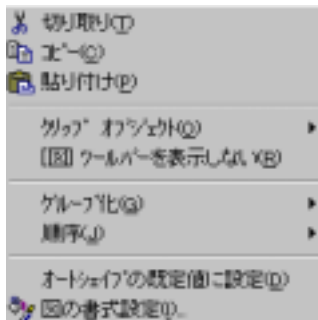 切り取り(T)
コピー(C)
貼り付け(P)
クリップ オブジェクト(O)
[図] ツールバーを表示しない(B)
グループ化(G)
順序(J)
オートシェイプの既定値に設定(D)
図の書式設定(I)...